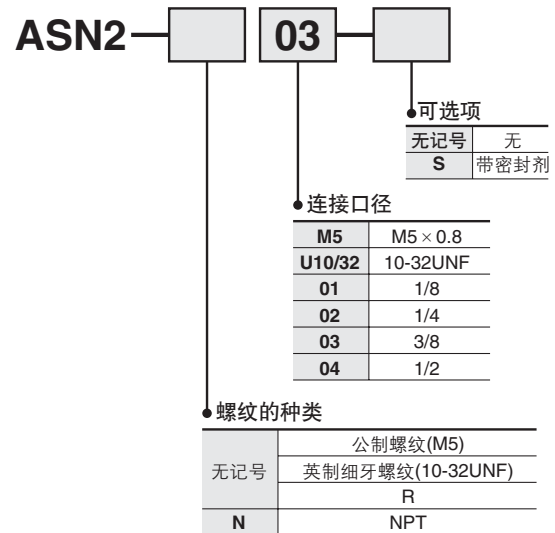 ASN2 03
可选项
无记号 无
S 带密封剂
连接口径
M5 M5×0.8
U10/32 10-32UNF
01 1/8
02 1/4
03 3/8
04 1/2
螺纹的种类
无记号 公制螺纹(M5)
英制细牙螺纹(10-32UNF)
R
N NPT